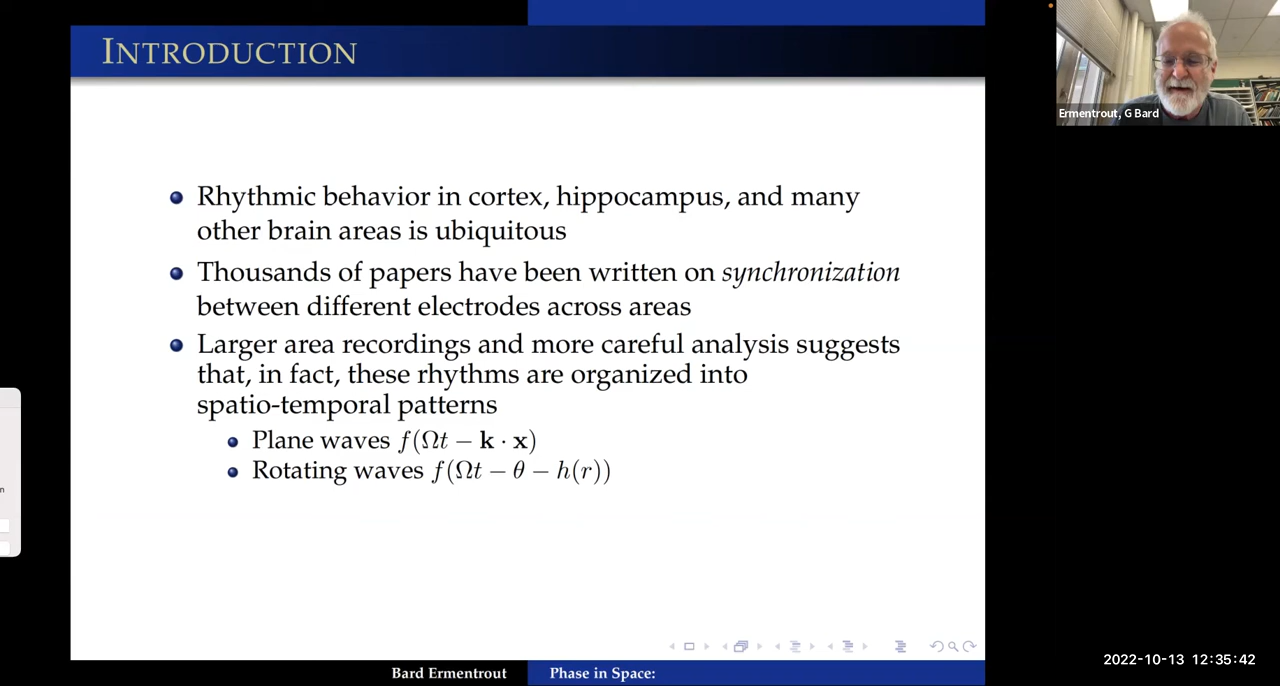 INTRODUCTION
Ermentrout, G Bard
Rhythmic behavior in cortex, hippocampus, and many
other brain areas is ubiquitous
Thousands of papers have been written on synchronization
between different electrodes across areas
Larger area recordings and more careful analysis suggests
that, in fact, these rhythms are organized into
spatio-temporal patterns
Plane waves f(Ωt − k · x)
Rotating waves f(Ωt − θ − h(r))
n
Bard Ermentrout Phase in Space:
2022-10-13 12:35:42